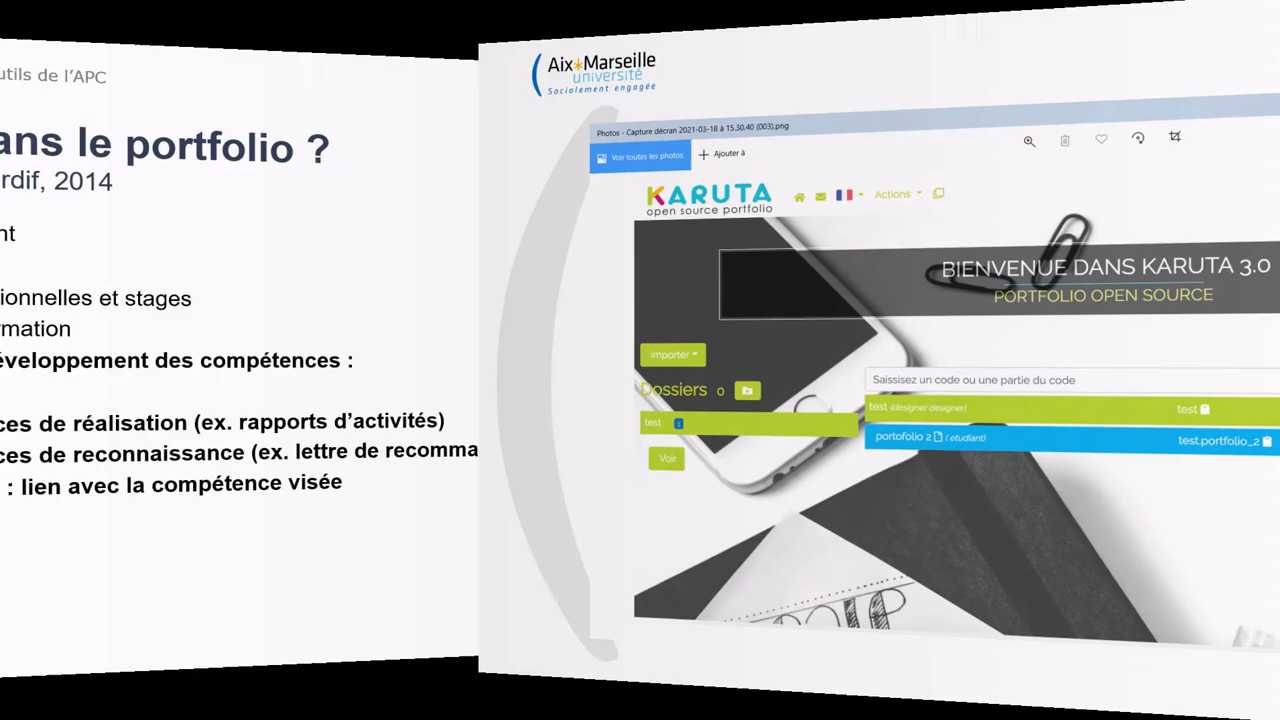 utils de l'APC
ans le portfolio ?
rdif, 2014
nt
ionnelles et stages
rmation
éveloppement des compétences :
ces de réalisation (ex. rapports d'activités)
ces de reconnaissance (ex. lettre de recomma
: lien avec la compétence visée
Aix*Marseille
université
Socialement engagée
Photos - Capture décran 2021-03-18 à 15.30.40 (003).png
Voir toutes les photos
Ajouter à
KARUTA
open source portfolio
Actions
BIENVENUE DANS KARUTA 3.0
PORTFOLIO OPEN SOURCE
Importer
Saisissez un code ou une partie du code
Dossiers 0
test (designer designer) test
test 1
portofolio 2 (etudiant) test.portfolio_2
Voir